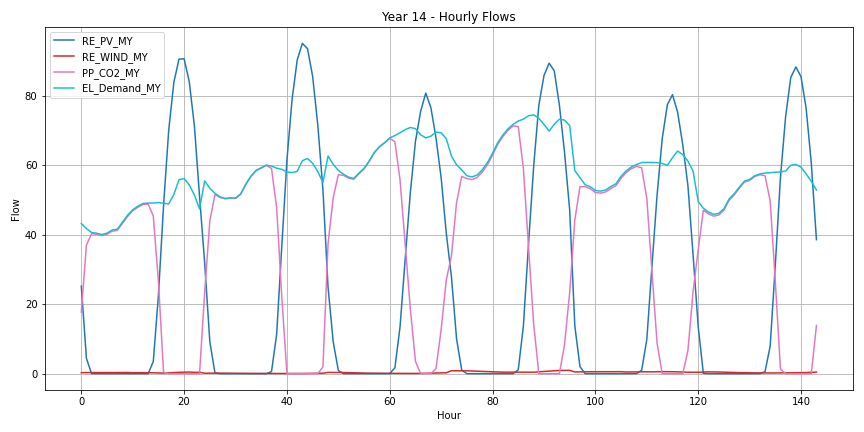 Year 14 - Hourly Flows
RE_PV_MY
RE_WIND_MY
PP_CO2_MY
EL_Demand_MY
Flow
80
60
40
20
0
0 20 40 60 80 100 120 140
Hour